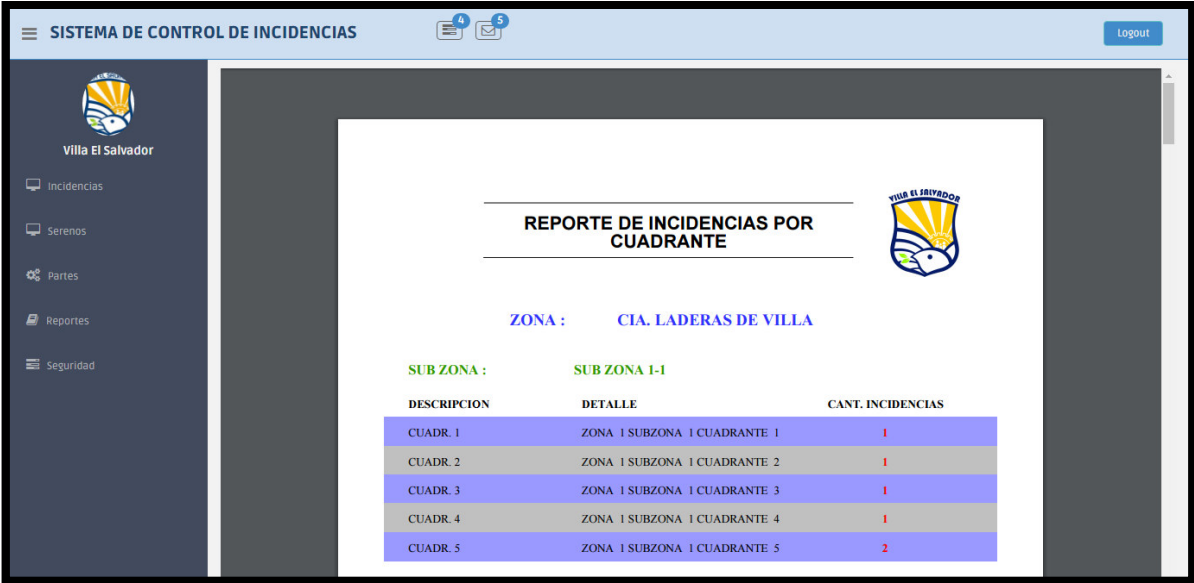 SISTEMA DE CONTROL DE INCIDENCIAS
4
5
Logout
Villa El Salvador
Incidencias
Serenos
Partes
Reportes
Seguridad
VILLA EL SALVADOR
REPORTE DE INCIDENCIAS POR
CUADRANTE
ZONA : CIA. LADERAS DE VILLA
SUB ZONA : SUB ZONA 1-1
DESCRIPCION DETALLE CANT. INCIDENCIAS
CUADR. 1 ZONA 1 SUBZONA 1 CUADRANTE 1 1
CUADR. 2 ZONA 1 SUBZONA 1 CUADRANTE 2 1
CUADR. 3 ZONA 1 SUBZONA 1 CUADRANTE 3 1
CUADR. 4 ZONA 1 SUBZONA 1 CUADRANTE 4 1
CUADR. 5 ZONA 1 SUBZONA 1 CUADRANTE 5 2